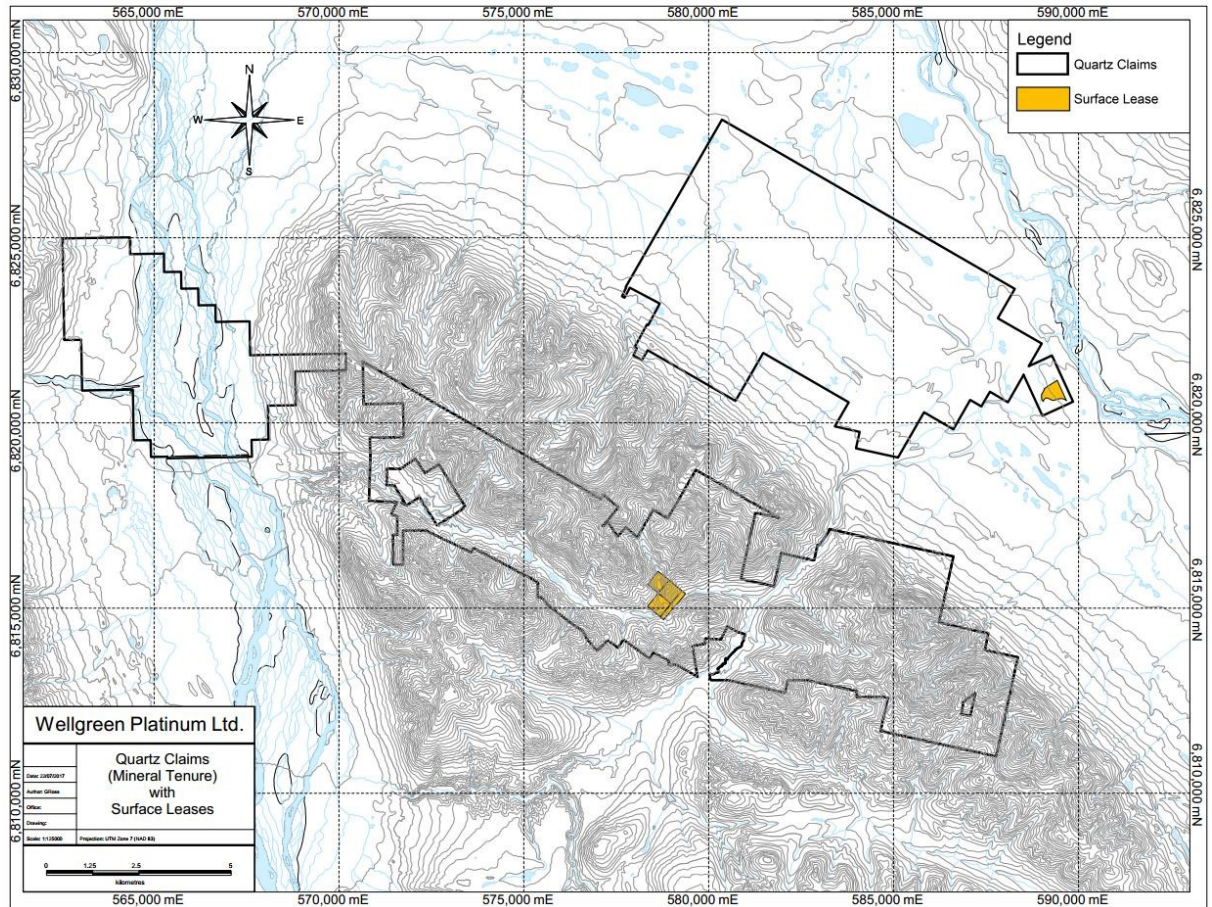 565,000 mE
570,000 mE
575,000 mE
580,000 mE
585,000 mE
590,000 mE
6,830,000 mN
6,825,000 mN
6,820,000 mN
6,815,000 mN
6,810,000 mN
N
W
E
S
Legend
Quartz Claims
Surface Lease
6,825,000 mN
6,820,000 mN
6,815,000 mN
6,810,000 mN
Wellgreen Platinum Ltd.
Quartz Claims
(Mineral Tenure)
with
Surface Leases
Office:
Drawing:
Projection: UTM Zone 7 (NAD 83)
0 1.25 2.5 5
kilometres
565,000 mE
570,000 mE
575,000 mE
580,000 mE
585,000 mE
590,000 mE